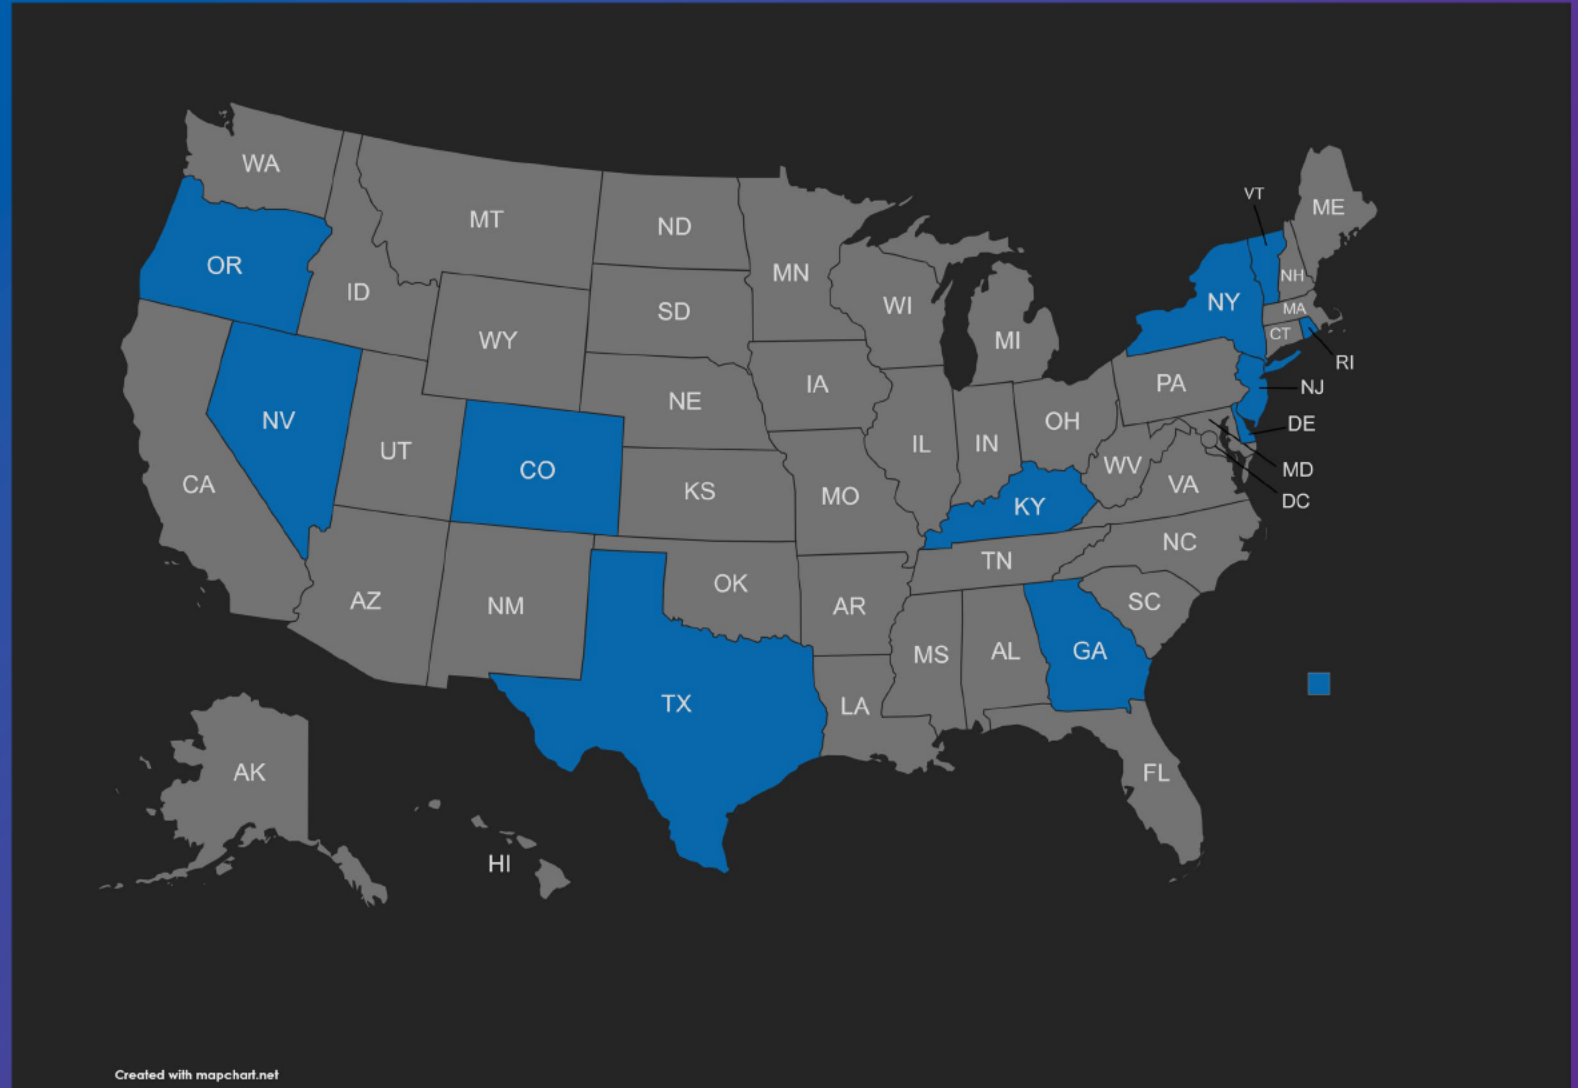 WA
MT
ND
MN
VT
ME
OR
ID
SD
WI
MI
NY
NH
MA
CT
RI
WY
NE
IA
PA
NJ
NV
UT
CO
KS
IL
IN
OH
DE
CA
MO
WV
VA
MD
DC
KY
AZ
NM
OK
AR
TN
NC
SC
TX
LA
MS
AL
GA
AK
HI
FL
Created with mapchart.net